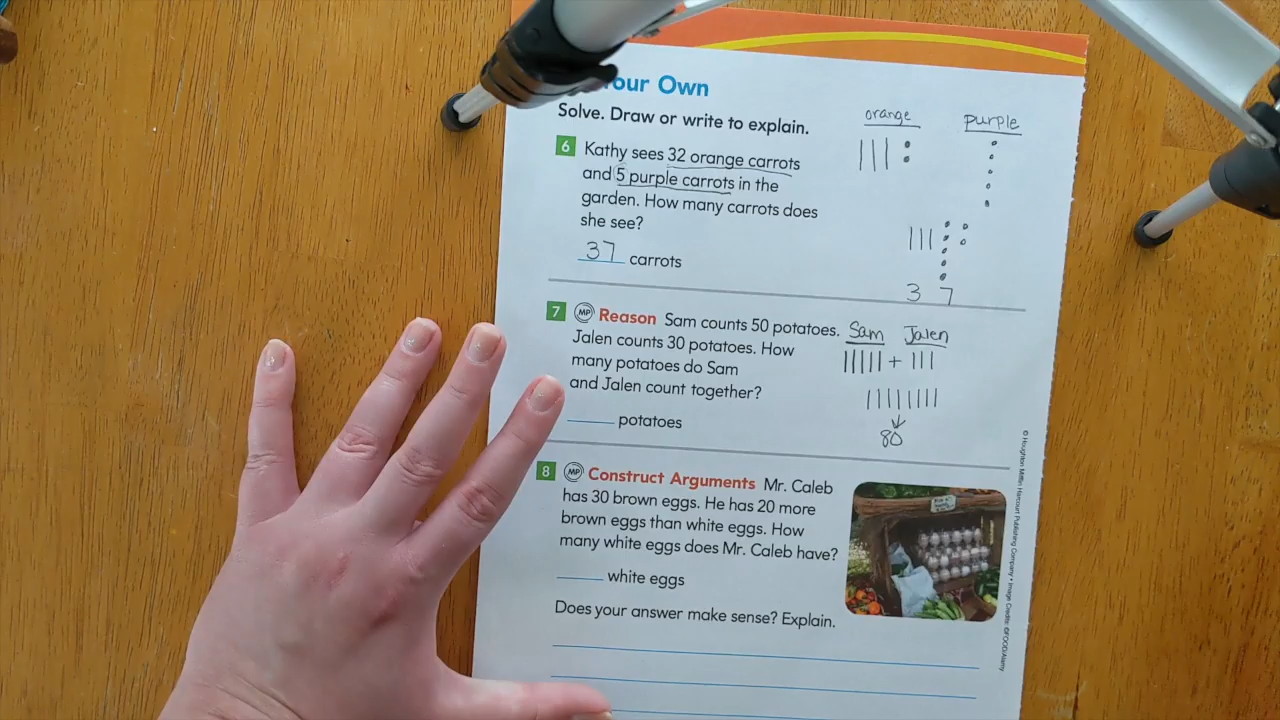 our Own
Solve. Draw or write to explain.
orange
purple
6 Kathy sees 32 orange carrots
and 5 purple carrots in the
garden. How many carrots does
she see?
37 carrots
3 7
7 MP Reason Sam counts 50 potatoes.
Jalen counts 30 potatoes. How
many potatoes do Sam
and Jalen count together?
potatoes
Sam Jalen
+
80
8 MP Construct Arguments Mr. Caleb
has 30 brown eggs. He has 20 more
brown eggs than white eggs. How
many white eggs does Mr. Caleb have?
white eggs
Does your answer make sense? Explain.
© Houghton Mifflin Harcourt Publishing Company • Image Credits: ©FOOD/Alamy